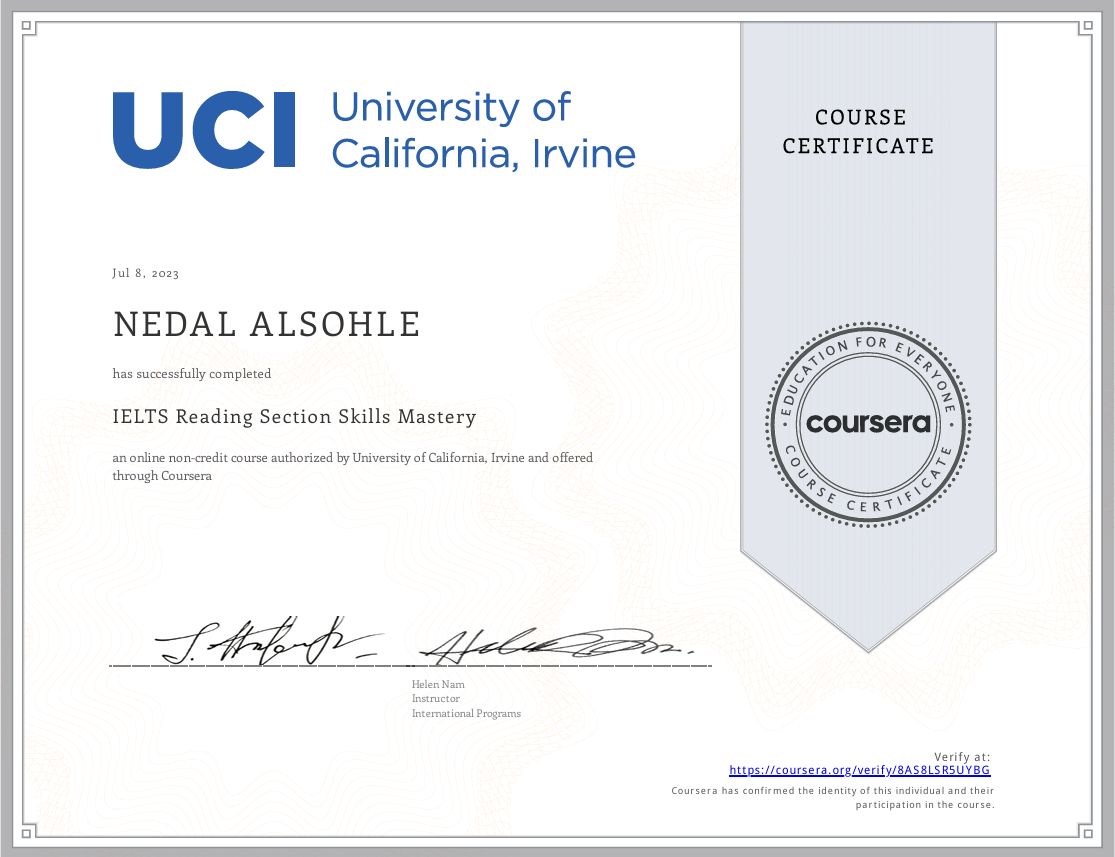 UCI
University of
California, Irvine
COURSE
CERTIFICATE
Jul 8, 2023
NEDAL ALSOHLE
has successfully completed
IELTS Reading Section Skills Mastery
an online non-credit course authorized by University of California, Irvine and offered
through Coursera
EDUCATION FOR EVERYONE
coursera
COURSE CERTIFICATE
Helen Nam
Instructor
International Programs
Verify at:
https://coursera.org/verify/8AS8LSR5UYBG
Coursera has confirmed the identity of this individual and their
participation in the course.